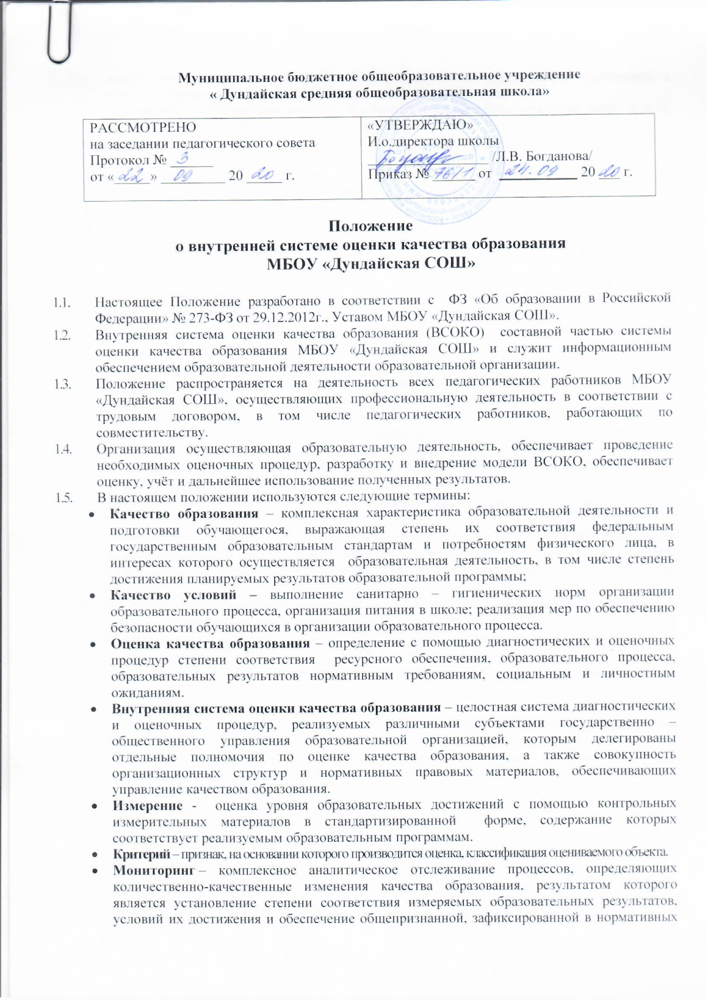 Муниципальное бюджетное общеобразовательное учреждение
« Дундайская средняя общеобразовательная школа»
РАССМОТРЕНО
на заседании педагогического совета
Протокол № 3
от «22» 09 20 20 г.
«УТВЕРЖДАЮ»
И.о.директора школы
/Л.В. Богданова/
Приказ № 76/1 от 24.09 20 20 г.
Положение
о внутренней системе оценки качества образования
МБОУ «Дундайская СОШ»
1.1. Настоящее Положение разработано в соответствии с ФЗ «Об образовании в Российской
Федерации» № 273-ФЗ от 29.12.2012г., Уставом МБОУ «Дундайская СОШ».
1.2. Внутренняя система оценки качества образования (ВСОКО) составной частью системы
оценки качества образования МБОУ «Дундайская СОШ» и служит информационным
обеспечением образовательной деятельности образовательной организации.
1.3. Положение распространяется на деятельность всех педагогических работников МБОУ
«Дундайская СОШ», осуществляющих профессиональную деятельность в соответствии с
трудовым договором, в том числе педагогических работников, работающих по
совместительству.
1.4. Организация осуществляющая образовательную деятельность, обеспечивает проведение
необходимых оценочных процедур, разработку и внедрение модели ВСОКО, обеспечивает
оценку, учёт и дальнейшее использование полученных результатов.
1.5. В настоящем положении используются следующие термины:
• Качество образования – комплексная характеристика образовательной деятельности и
подготовки обучающегося, выражающая степень их соответствия федеральным
государственным образовательным стандартам и потребностям физического лица, в
интересах которого осуществляется образовательная деятельность, в том числе степень
достижения планируемых результатов образовательной программы;
• Качество условий – выполнение санитарно – гигиенических норм организации
образовательного процесса, организация питания в школе; реализация мер по обеспечению
безопасности обучающихся в организации образовательного процесса.
• Оценка качества образования – определение с помощью диагностических и оценочных
процедур степени соответствия ресурсного обеспечения, образовательного процесса,
образовательных результатов нормативным требованиям, социальным и личностным
ожиданиям.
• Внутренняя система оценки качества образования – целостная система диагностических
и оценочных процедур, реализуемых различными субъектами государственно –
общественного управления образовательной организацией, которым делегированы
отдельные полномочия по оценке качества образования, а также совокупность
организационных структур и нормативных правовых материалов, обеспечивающих
управление качеством образования.
• Измерение - оценка уровня образовательных достижений с помощью контрольных
измерительных материалов в стандартизированной форме, содержание которых
соответствует реализуемым образовательным программам.
• Критерий – признак, на основании которого производится оценка, классификация оцениваемого объекта.
• Мониторинг – комплексное аналитическое отслеживание процессов, определяющих
количественно-качественные изменения качества образования, результатом которого
является установление степени соответствия измеряемых образовательных результатов,
условий их достижения и обеспечение общепризнанной, зафиксированной в нормативных